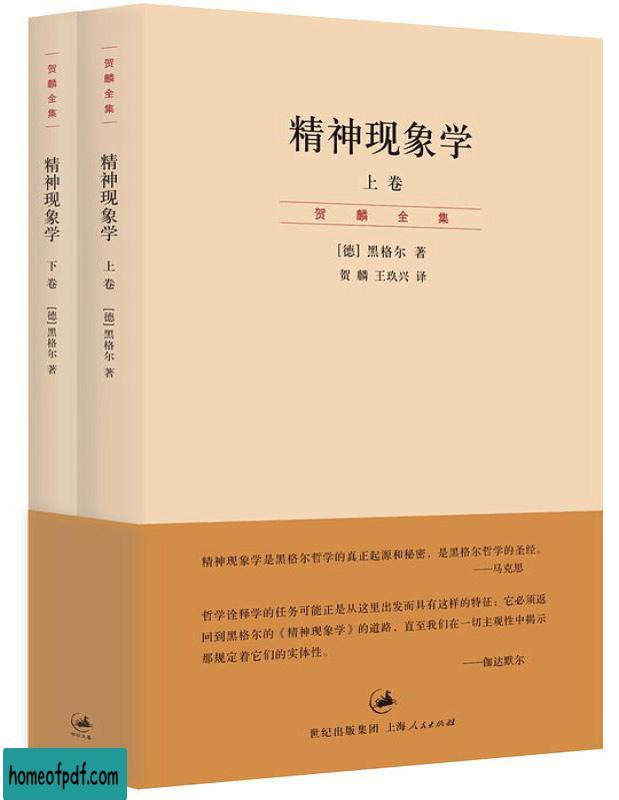 贺麟全集
精神现象学
下卷
[德]黑格尔 著
贺麟全集
精神现象学
上卷
[德]黑格尔 著
精神现象学
上卷
贺麟全集
[德] 黑格尔 著
贺 麟 王玖兴 译
精神现象学是黑格尔哲学的真正起源和秘密，是黑格尔哲学的圣经。
——马克思
哲学诠释学的任务可能正是从这里出发而具有这样的特征：它必须返
回到黑格尔的《精神现象学》的道路，直至我们在一切主观性中揭示
那规定着它们的实体性。
——伽达默尔
世纪出版集团 上海人民出版社
homeofpdf.com